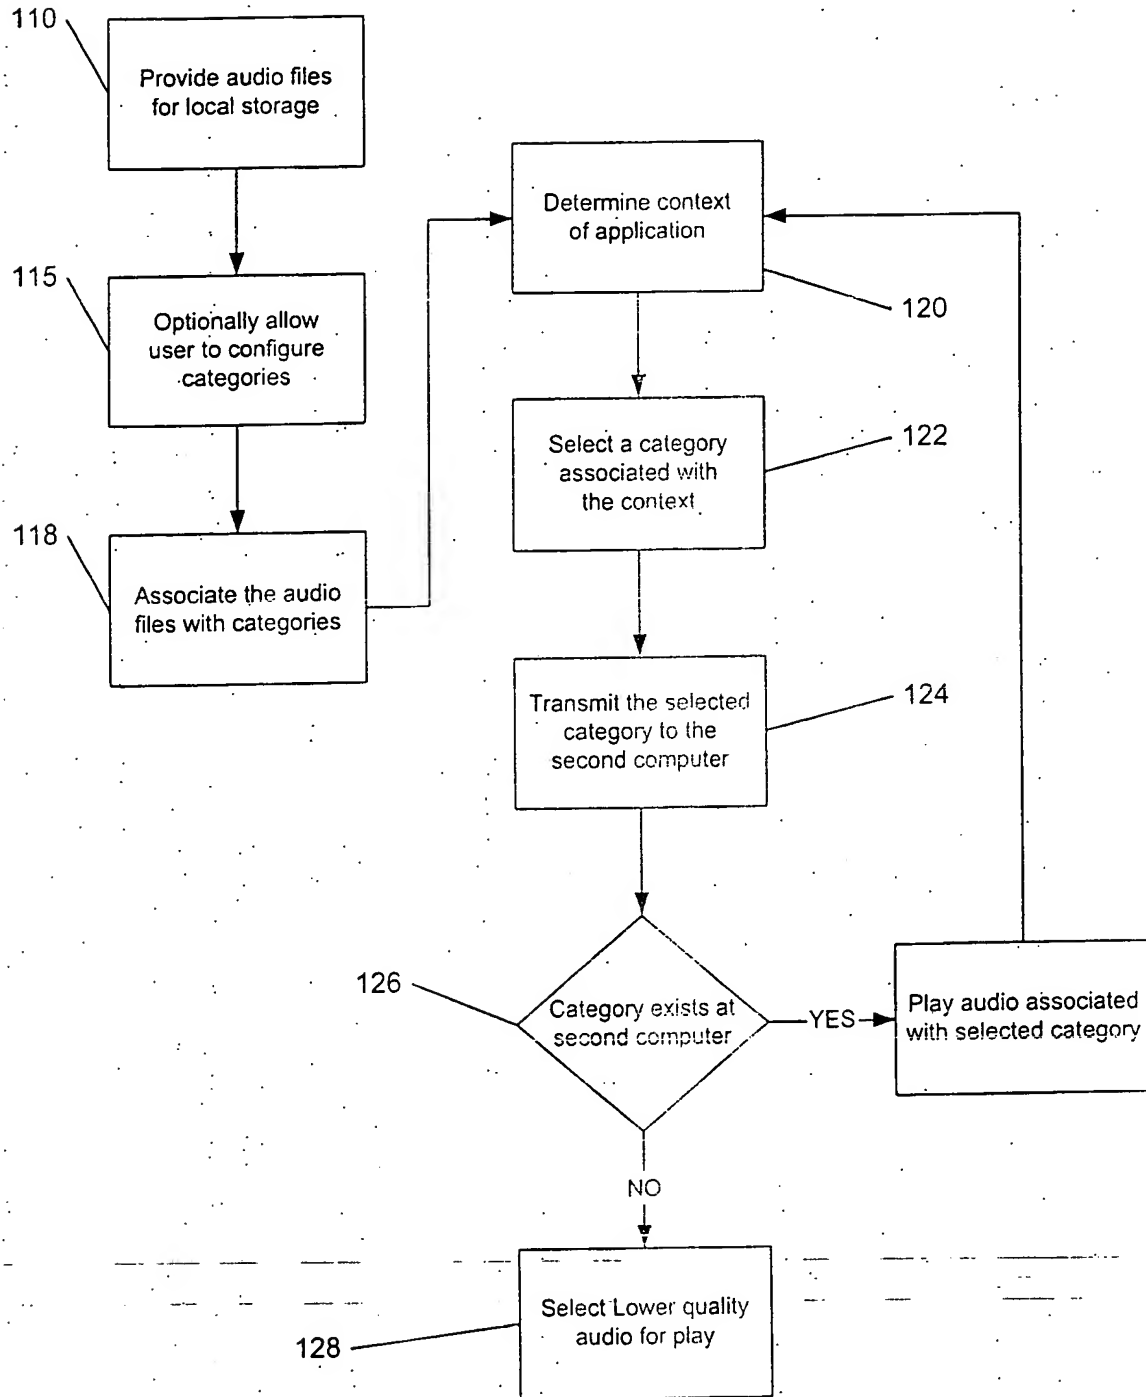 110
Provide audio files
for local storage
115
Optionally allow
user to configure
categories
118
Associate the audio
files with categories
Determine context
of application
120
Select a category
associated with
the context
122
Transmit the selected
category to the
second computer
124
126
Category exists at
second computer
YES
Play audio associated
with selected category
NO
Select Lower quality
audio for play
128